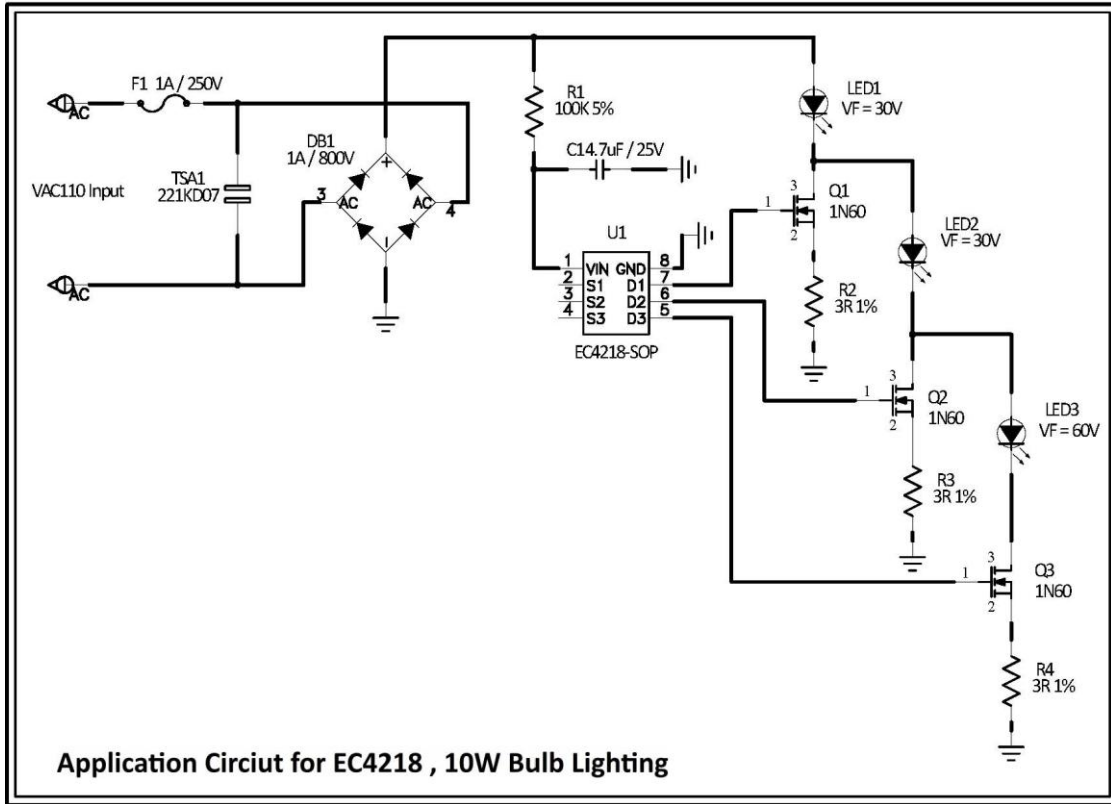 F1 1A / 250V
AC
VAC110 Input
TSA1
221KD07
AC
DB1
1A / 800V
+
3
AC
AC
4
R1
100K 5%
C1 4.7uF / 25V
LED1
VF = 30V
3
1
2
Q1
1N60
R2
3R 1%
LED2
VF = 30V
U1
1 VIN GND 8
2 S1 D1 7
3 S2 D2 6
4 S3 D3 5
EC4218-SOP
3
1
2
Q2
1N60
R3
3R 1%
LED3
VF = 60V
3
1
2
Q3
1N60
R4
3R 1%
Application Circiut for EC4218 , 10W Bulb Lighting